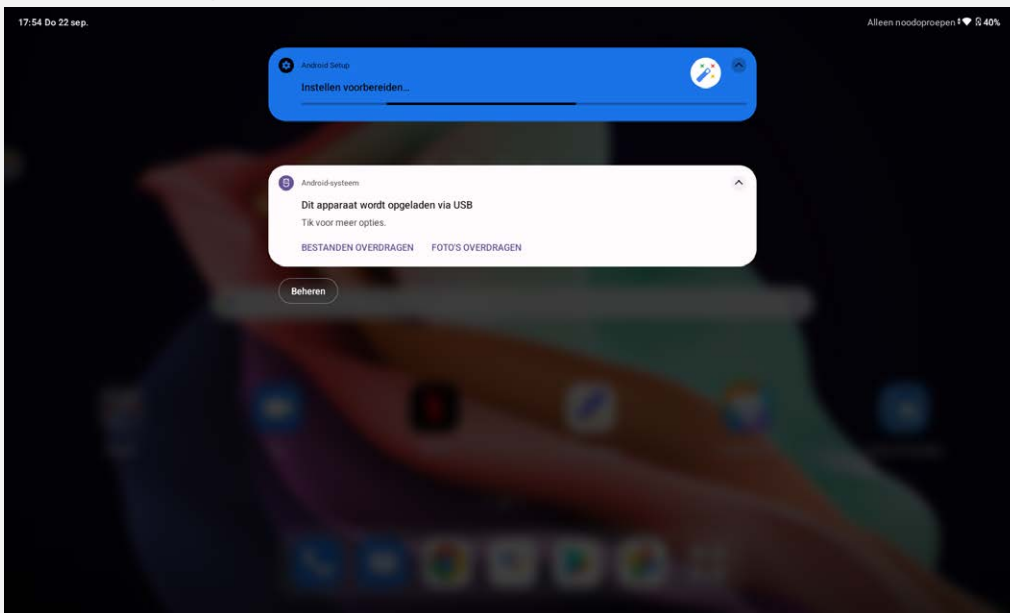 17:54 Do 22 sep.
Alleen noodoproepen 40%
Android Setup
Instellen voorbereiden...
Android-systeem
Dit apparaat wordt opgeladen via USB
Tik voor meer opties.
BESTANDEN OVERDRAGEN FOTO'S OVERDRAGEN
Beheren